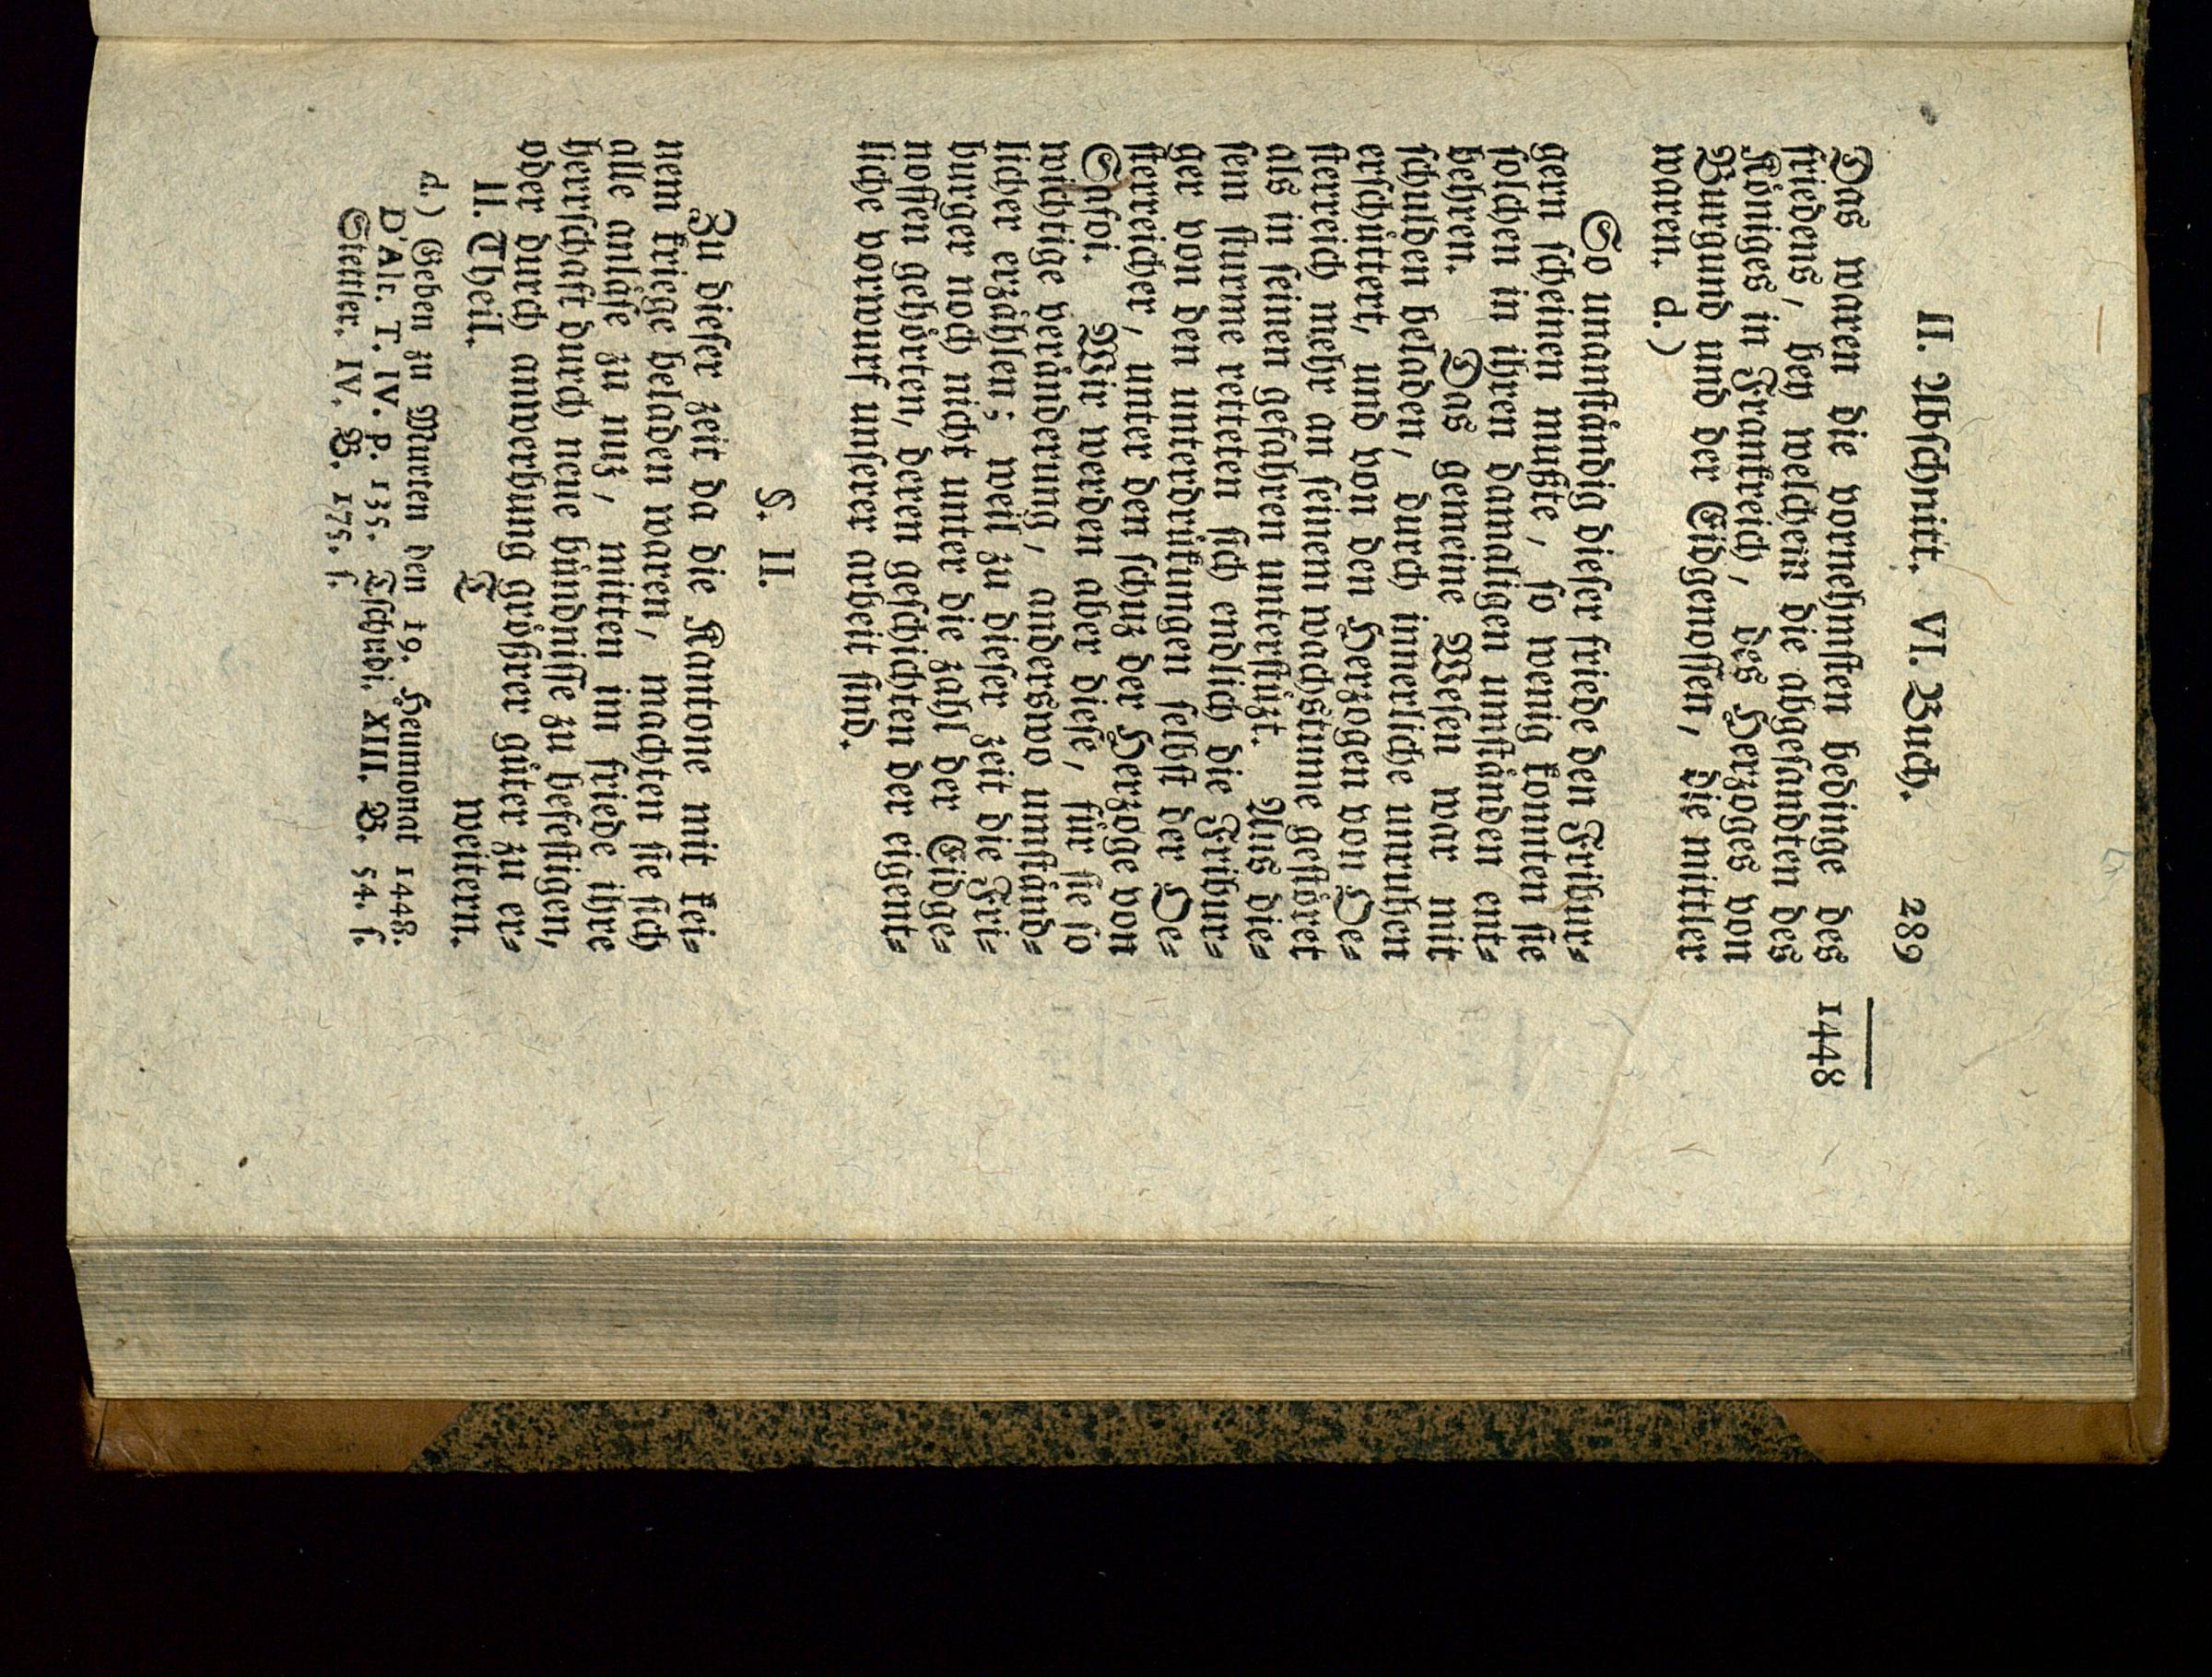 II. Abschnitt. VI. Buch. 289
Das waren die vornehmsten bedinge des
friedens, bey welchem die abgesandten des
Königes in Frankreich, des Herzoges von
Burgund und der Eidgenossen, die mittler
waren. d.)
1448
So unanständig dieser friede den Fribur⸗
gern scheinen mußte, so wenig konnten sie
solchen in ihren damaligen umständen ent⸗
behren. Das gemeine Wesen war mit
schulden beladen, durch innerliche unruhen
erschüttert, und von den Herzogen von Oe⸗
sterreich mehr an seinem wachstume gestöret
als in seinen gefahren unterstüzt. Aus die⸗
sem sturme retteten sich endlich die Fribur⸗
ger von den unterdrükungen selbst der Oe⸗
sterreicher, unter den schuz der Herzoge von
Safoi. Wir werden aber diese, für sie so
wichtige veränderung, anderswo umständ⸗
licher erzählen; weil zu dieser zeit die Fri⸗
burger noch nicht unter die zahl der Eidge⸗
nossen gehörten, deren geschichten der eigent⸗
liche vorwurf unserer arbeit sind.
§. II.
Zu dieser zeit da die Kantone mit kei⸗
nem kriege beladen waren, machten sie sich
alle anläse zu nuz, mitten im friede ihre
herrschaft durch neue bündnisse zu befestigen,
oder durch anwerbung größrer güter zu er⸗
II. Theil. T weitern.
d.) Geben zu Murten den 19. Heumonat 1448.
D'Alt. T. IV. P. 135. Tschudi. XIII. B. 54. s.
Stettler. IV. B. 175. s.